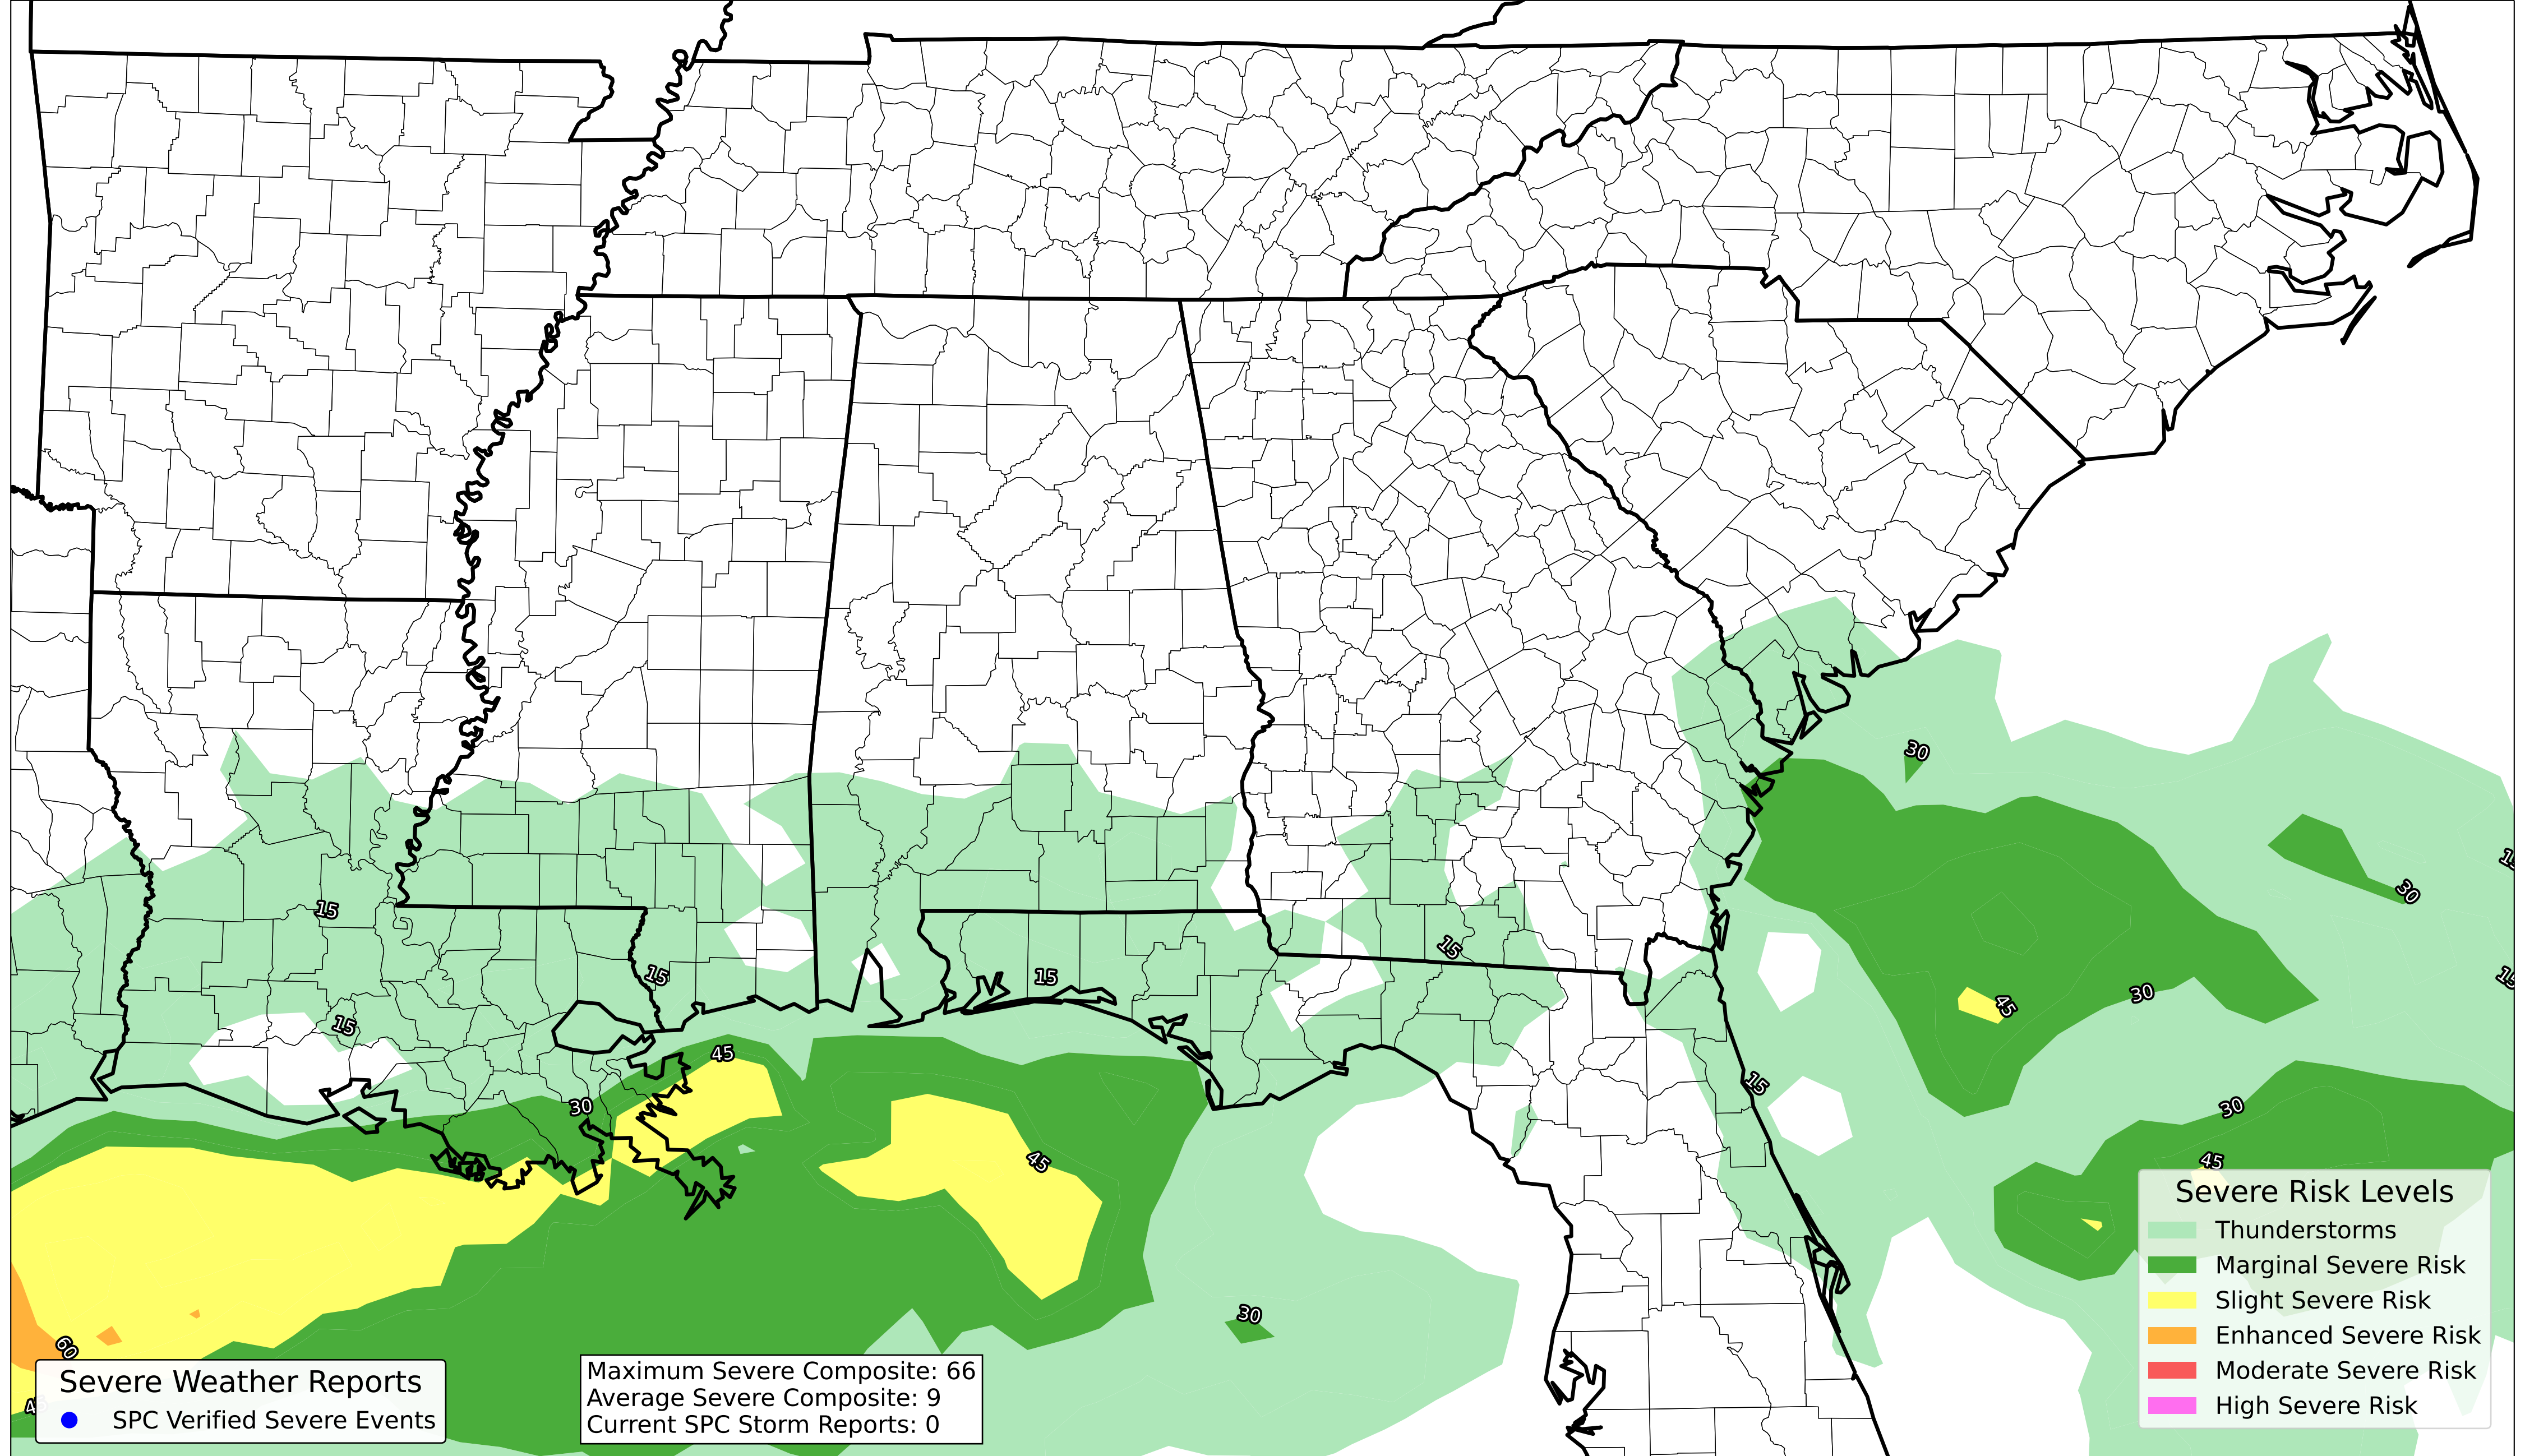 30
15
30
15
15
15
15
30
45
15
15
45
30
30
45
45
30
60
Severe Risk Levels
Thunderstorms
Marginal Severe Risk
Slight Severe Risk
Enhanced Severe Risk
Moderate Severe Risk
High Severe Risk
Severe Weather Reports
SPC Verified Severe Events
Maximum Severe Composite: 66
Average Severe Composite: 9
Current SPC Storm Reports: 0